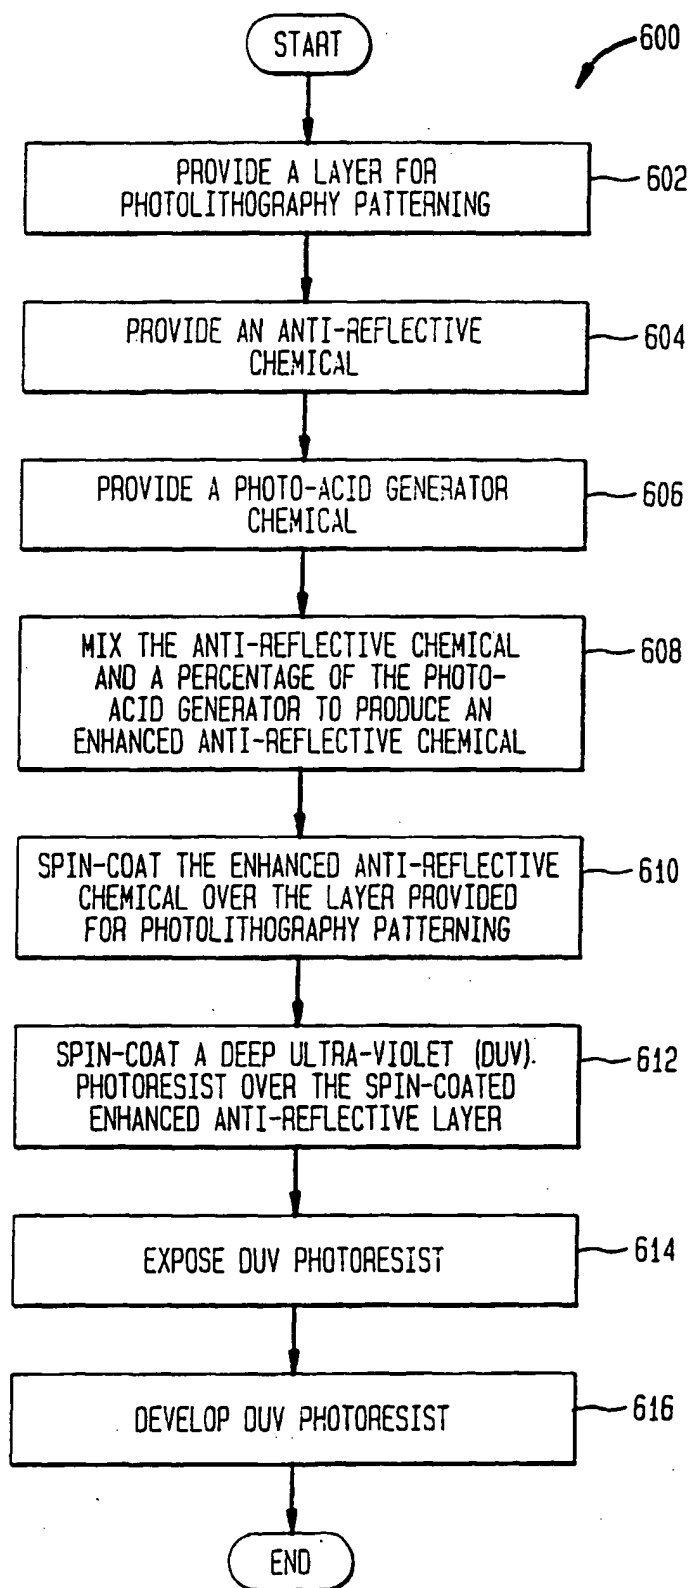 START
600
PROVIDE A LAYER FOR
PHOTOLITHOGRAPHY PATTERNING
602
PROVIDE AN ANTI-REFLECTIVE
CHEMICAL
604
PROVIDE A PHOTO-ACID GENERATOR
CHEMICAL
606
MIX THE ANTI-REFLECTIVE CHEMICAL
AND A PERCENTAGE OF THE PHOTO-
ACID GENERATOR TO PRODUCE AN
ENHANCED ANTI-REFLECTIVE CHEMICAL
608
SPIN-COAT THE ENHANCED ANTI-REFLECTIVE
CHEMICAL OVER THE LAYER PROVIDED
FOR PHOTOLITHOGRAPHY PATTERNING
610
SPIN-COAT A DEEP ULTRA-VIOLET (DUV).
PHOTORESIST OVER THE SPIN-COATED
ENHANCED ANTI-REFLECTIVE LAYER
612
EXPOSE DUV PHOTORESIST
614
DEVELOP DUV PHOTORESIST
616
END